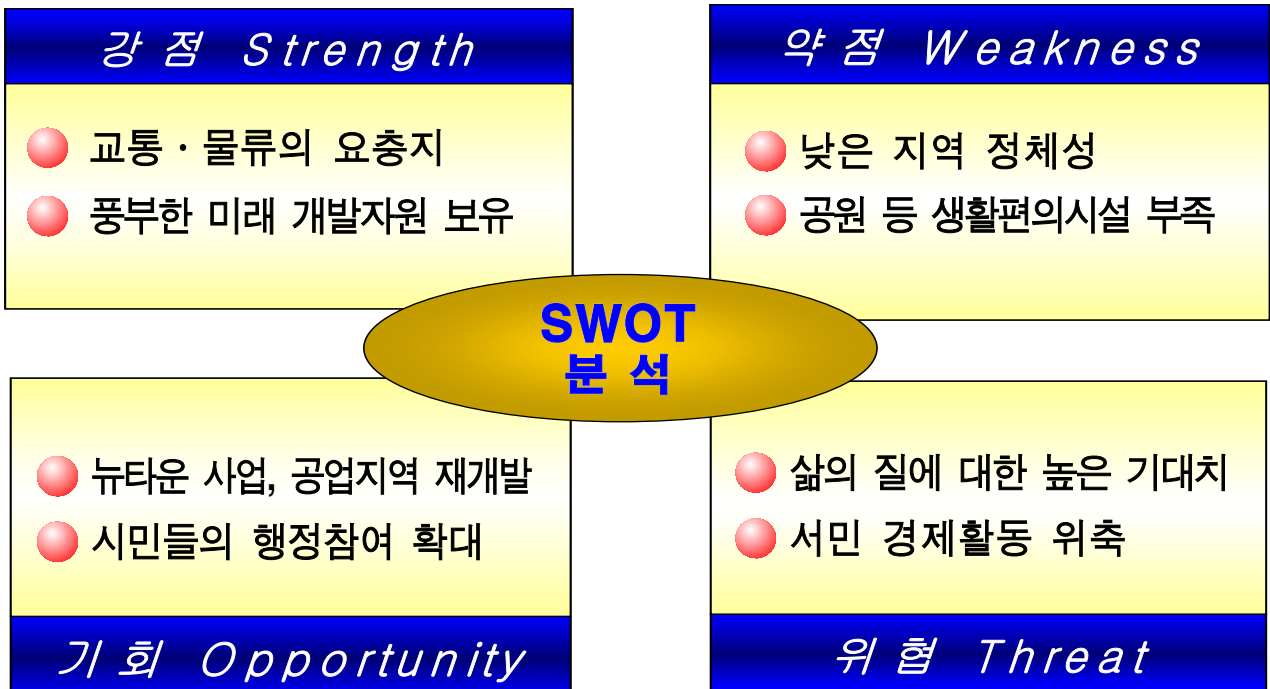 강 점 Strength
교통·물류의 요충지
풍부한 미래 개발자원 보유
약 점 Weakness
낮은 지역 정체성
공원 등 생활편의시설 부족
SWOT
분 석
뉴타운 사업, 공업지역 재개발
시민들의 행정참여 확대
기 회 Opportunity
삶의 질에 대한 높은 기대치
서민 경제활동 위축
위 협 Threat